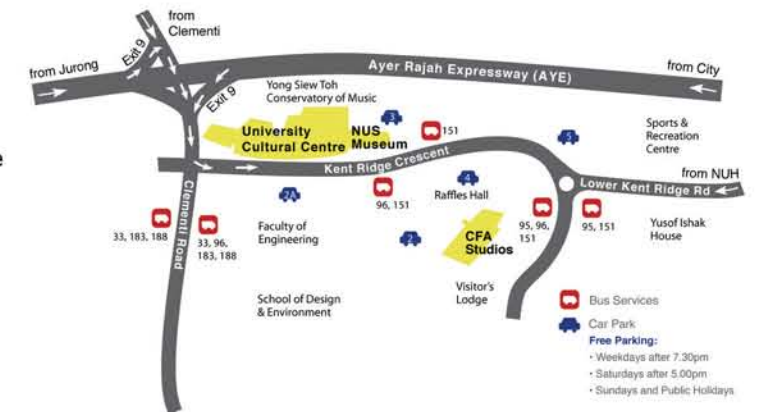 from
Clementi
Exit 9
from Jurong
Exit 9
Ayer Rajah Expressway (AYE)
from City
Yong Siew Toh
Conservatory of Music
University
Cultural Centre
NUS
Museum
3
151
5
Sports &
Recreation
Centre
Kent Ridge Crescent
from NUH
Lower Kent Ridge Rd
2A
96, 151
4
Raffles Hall
Clementi Road
33, 183, 188
33, 96,
183, 188
Faculty of
Engineering
2
CFA
Studios
95, 96,
151
95, 151
Yusof Ishak
House
School of Design
& Environment
Visitor's
Lodge
Bus Services
Car Park
Free Parking:
• Weekdays after 7.30pm
• Saturdays after 5.00pm
• Sundays and Public Holidays